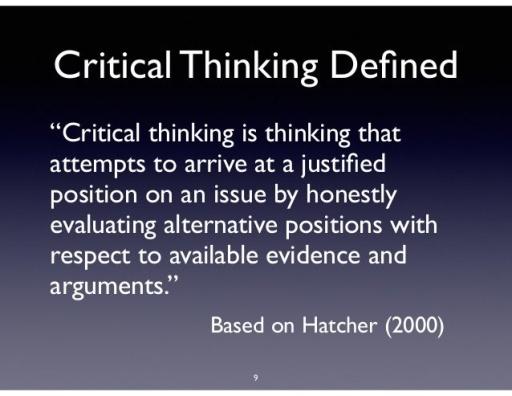 Critical Thinking Defined
“Critical thinking is thinking that
attempts to arrive at a justified
position on an issue by honestly
evaluating alternative positions with
respect to available evidence and
arguments.”
Based on Hatcher (2000)
9